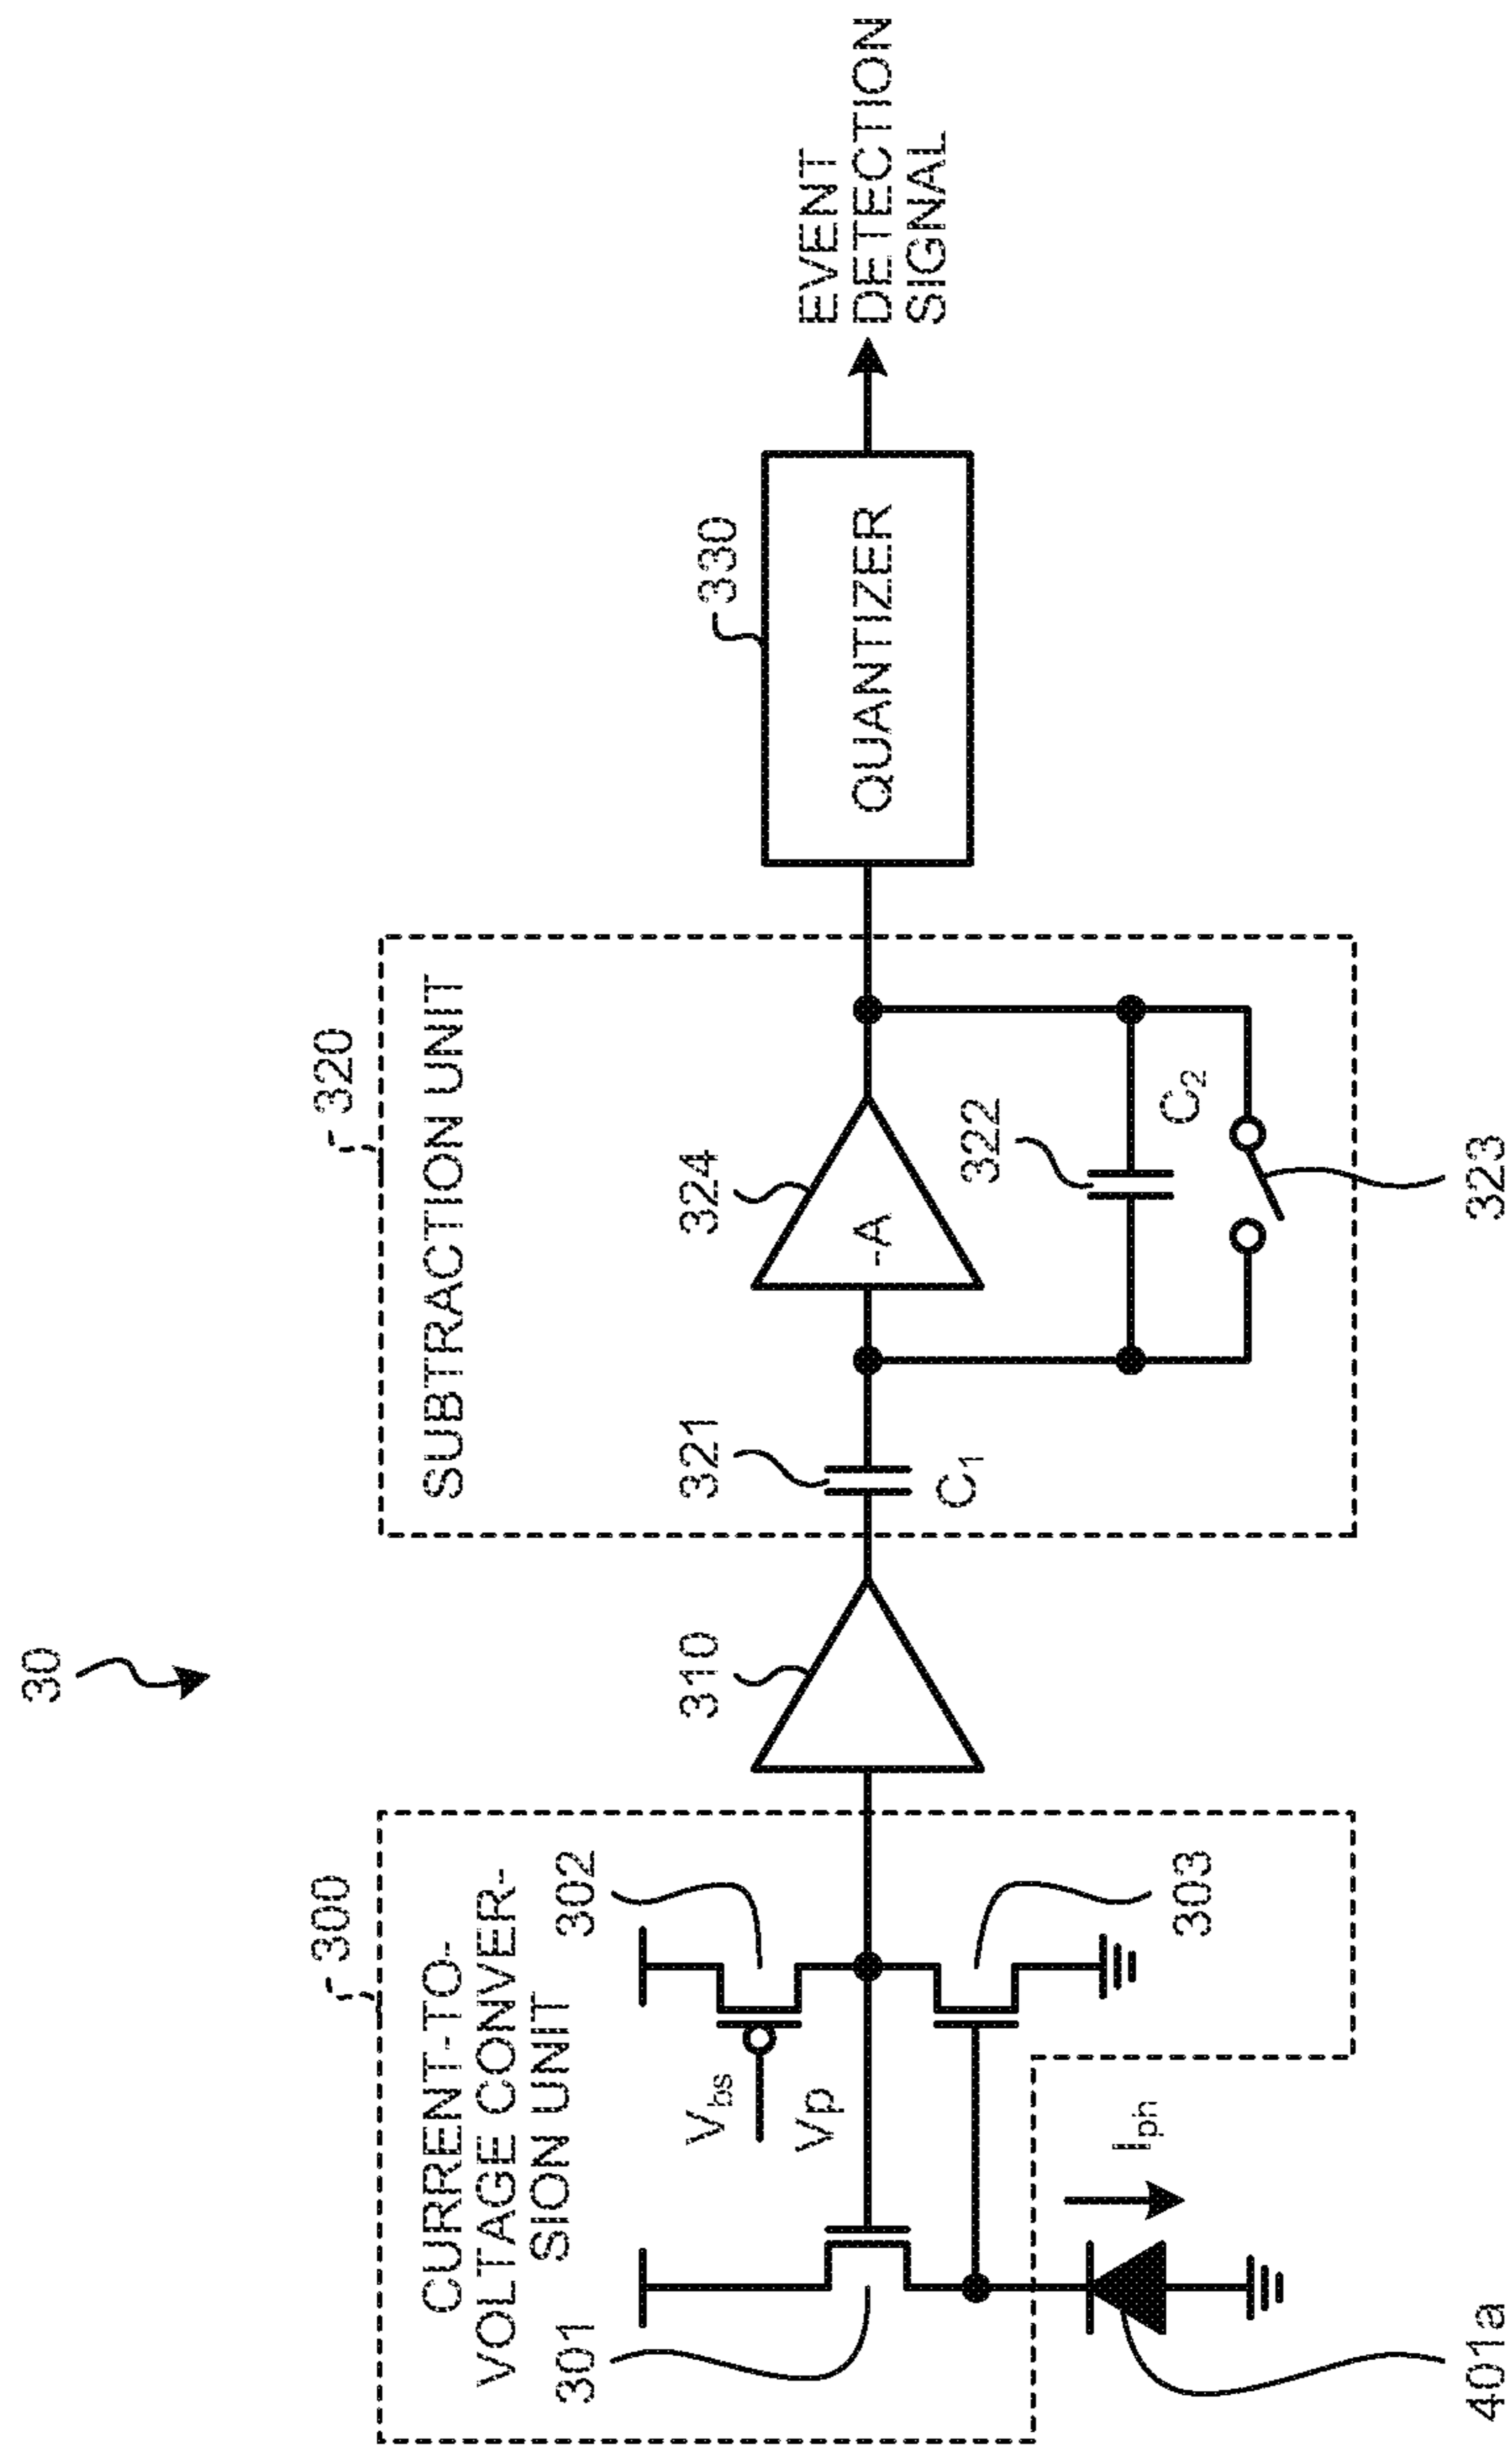 30
300
CURRENT-TO-
VOLTAGE CONVER-
SION UNIT
301
302
Vbs
Vp
303
Iph
401a
310
320
SUBTRACTION UNIT
321
C1
324
-A
322
C2
323
330
QUANTIZER
EVENT
DETECTION
SIGNAL